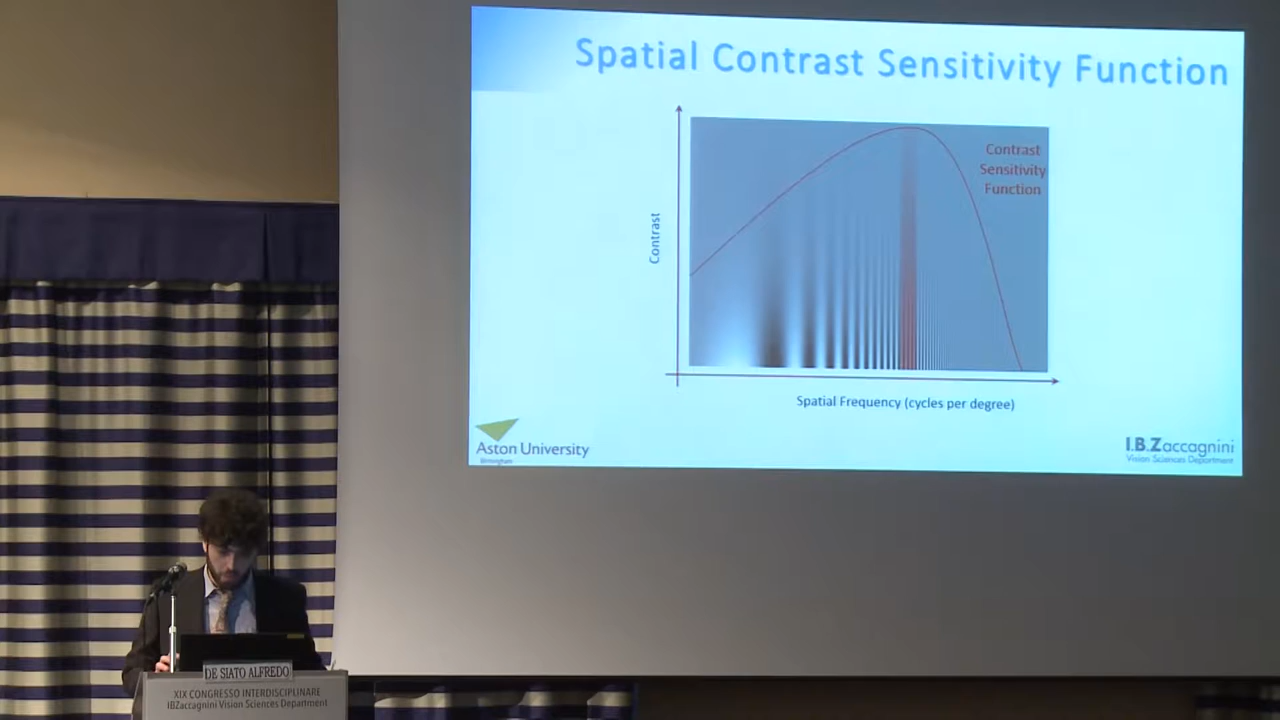 Spatial Contrast Sensitivity Function
Contrast
Sensitivity
Function
Contrast
Spatial Frequency (cycles per degree)
Aston University
Birmingham
I.B.Zaccagnini
Vision Sciences Department
DE SIATO ALFREDO
XIX CONGRESSO INTERDISCIPLINARE
IBZaccagnini Vision Sciences Department